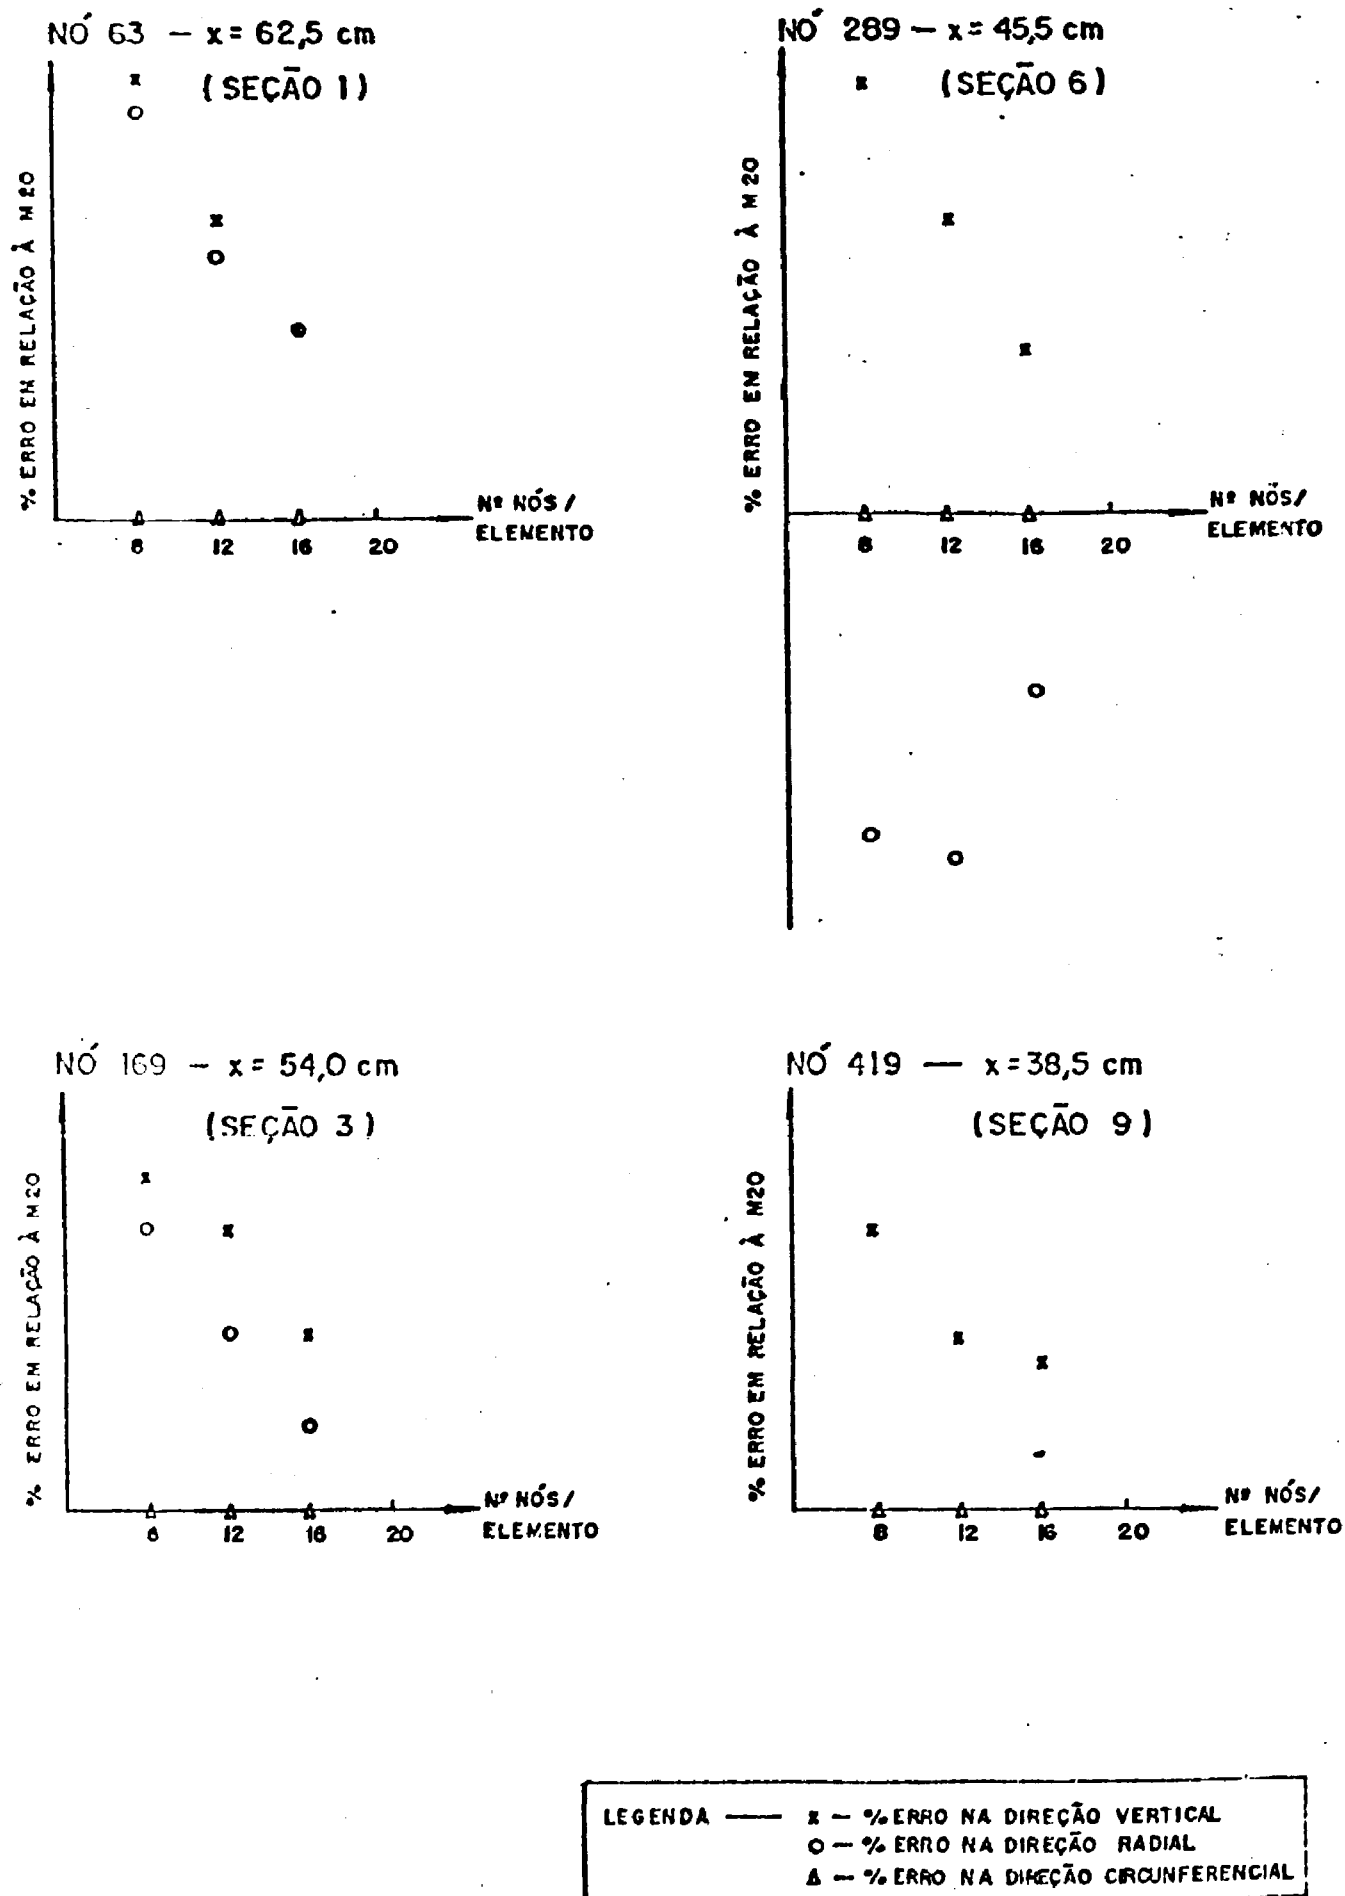 NÓ 63 – x = 62,5 cm
(SEÇÃO 1)
% ERRO EM RELAÇÃO À M20
Nº NÓS /
ELEMENTO
8 12 16 20
NÓ 289 – x = 45,5 cm
(SEÇÃO 6)
% ERRO EM RELAÇÃO À M20
Nº NÓS/
ELEMENTO
8 12 16 20
NÓ 169 – x = 54,0 cm
(SEÇÃO 3)
% ERRO EM RELAÇÃO À M20
Nº NÓS/
ELEMENTO
8 12 16 20
NÓ 419 — x = 38,5 cm
(SEÇÃO 9)
% ERRO EM RELAÇÃO À M20
Nº NÓS/
ELEMENTO
8 12 16 20
LEGENDA — x – % ERRO NA DIREÇÃO VERTICAL
O – % ERRO NA DIREÇÃO RADIAL
Δ – % ERRO NA DIREÇÃO CIRCUNFERENCIAL